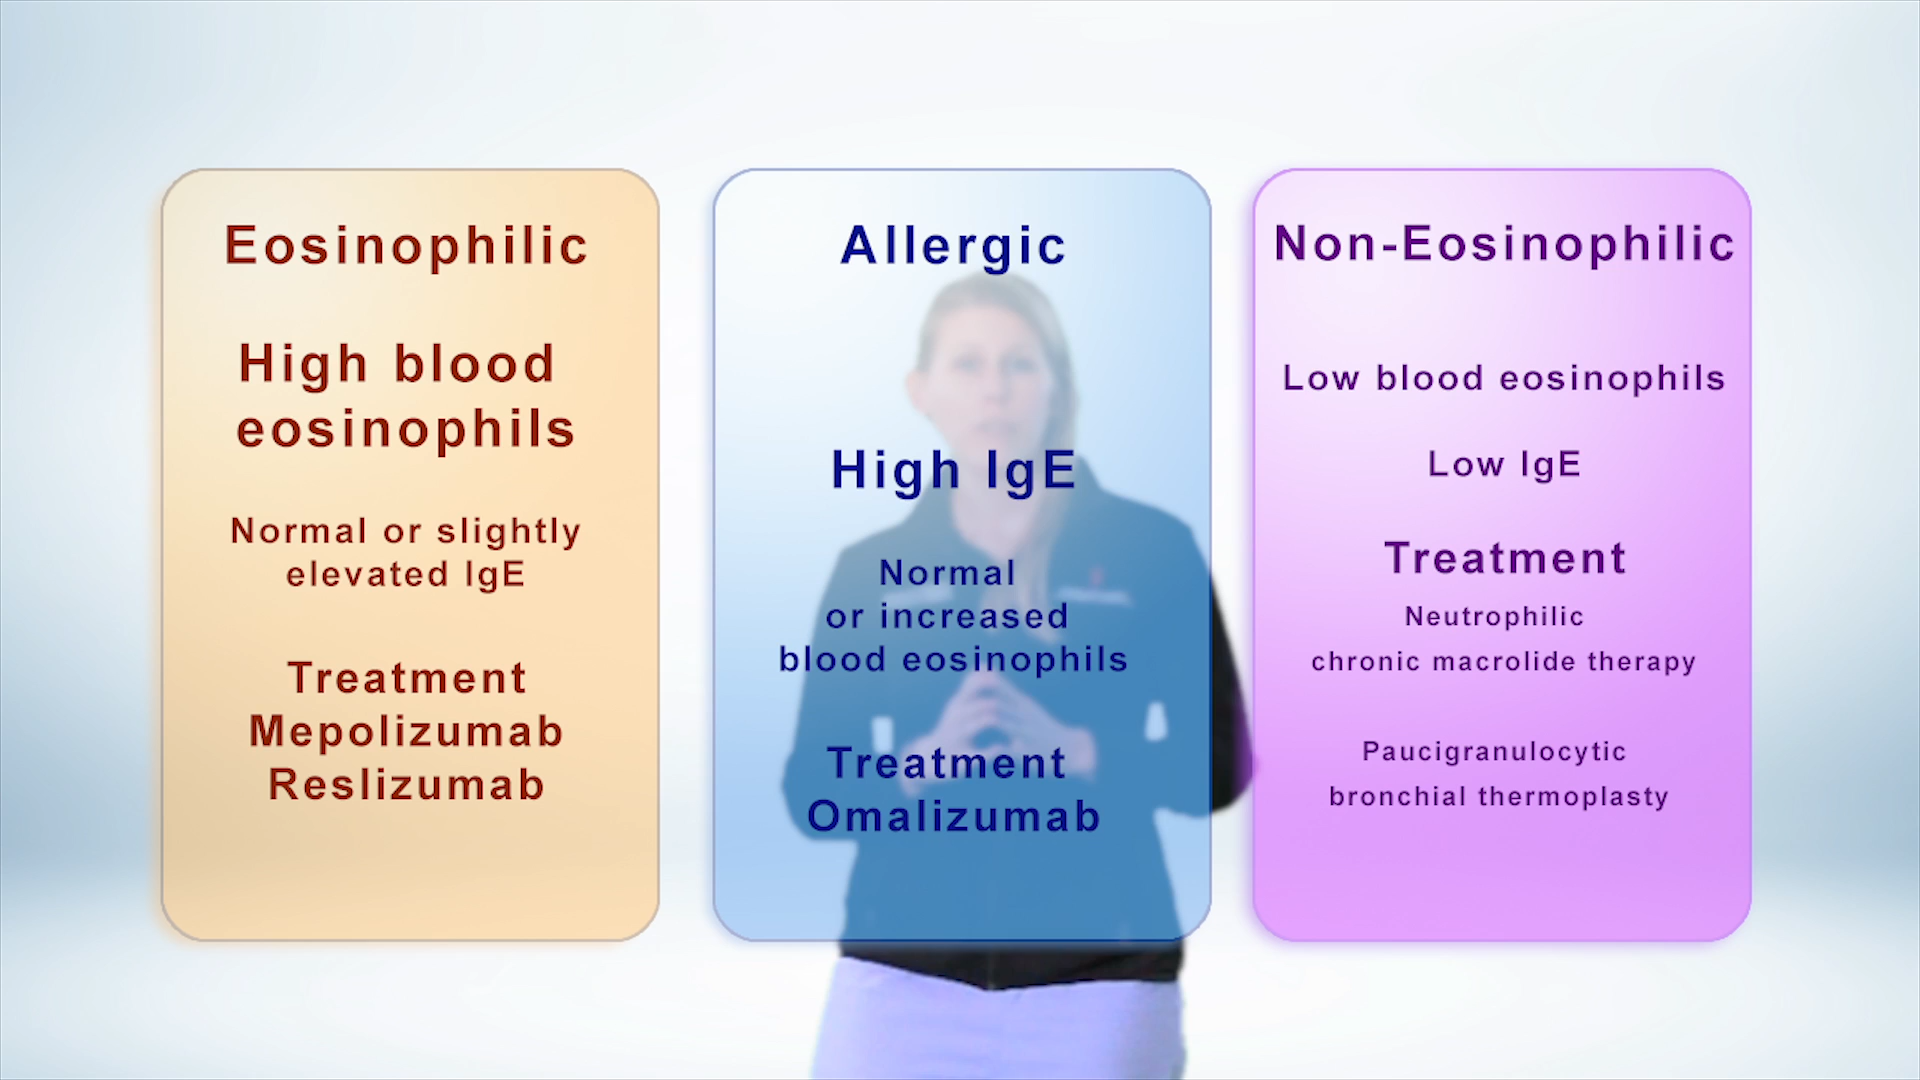 Eosinophilic
High blood
eosinophils
Normal or slightly
elevated IgE
Treatment
Mepolizumab
Reslizumab
Allergic
High IgE
Normal
or increased
blood eosinophils
Treatment
Omalizumab
Non-Eosinophilic
Low blood eosinophils
Low IgE
Treatment
Neutrophilic
chronic macrolide therapy
Paucigranulocytic
bronchial thermoplasty